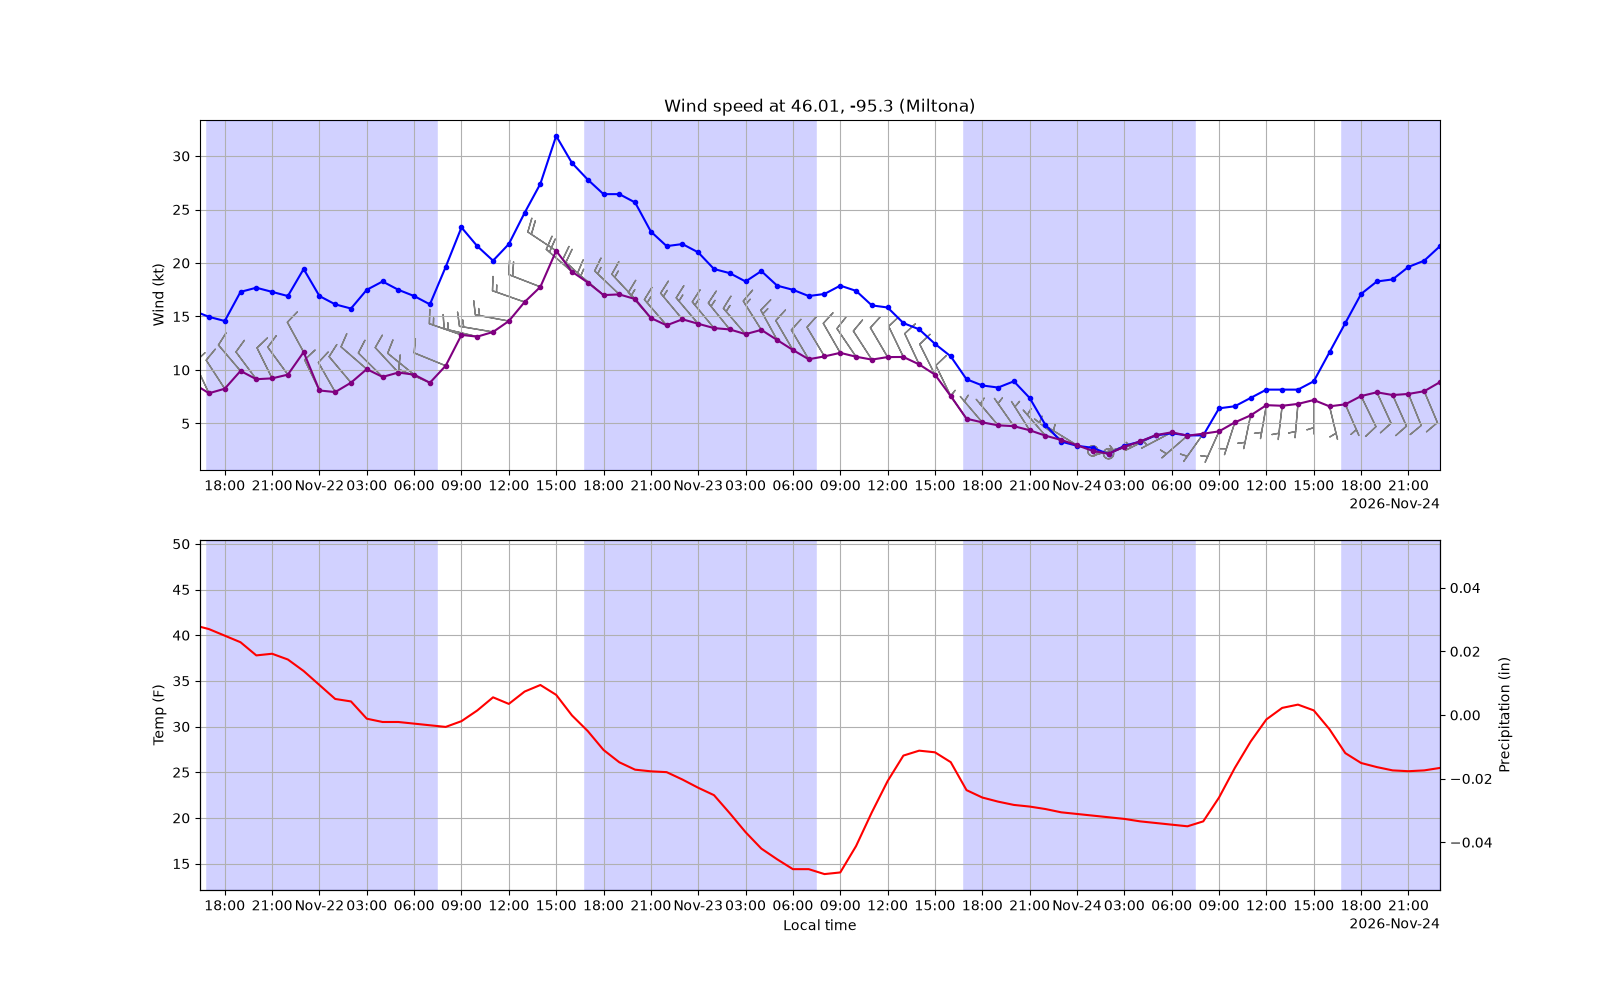 Wind speed at 46.01, -95.3 (Miltona)
30
25
20
15
10
5
Wind (kt)
18:00 21:00 Nov-22 03:00 06:00 09:00 12:00 15:00 18:00 21:00 Nov-23 03:00 06:00 09:00 12:00 15:00 18:00 21:00 Nov-24 03:00 06:00 09:00 12:00 15:00 18:00 21:00
2026-Nov-24
50
45
40
35
30
25
20
15
Temp (F)
0.04
0.02
0.00
−0.02
−0.04
Precipitation (in)
18:00 21:00 Nov-22 03:00 06:00 09:00 12:00 15:00 18:00 21:00 Nov-23 03:00 06:00 09:00 12:00 15:00 18:00 21:00 Nov-24 03:00 06:00 09:00 12:00 15:00 18:00 21:00
Local time
2026-Nov-24